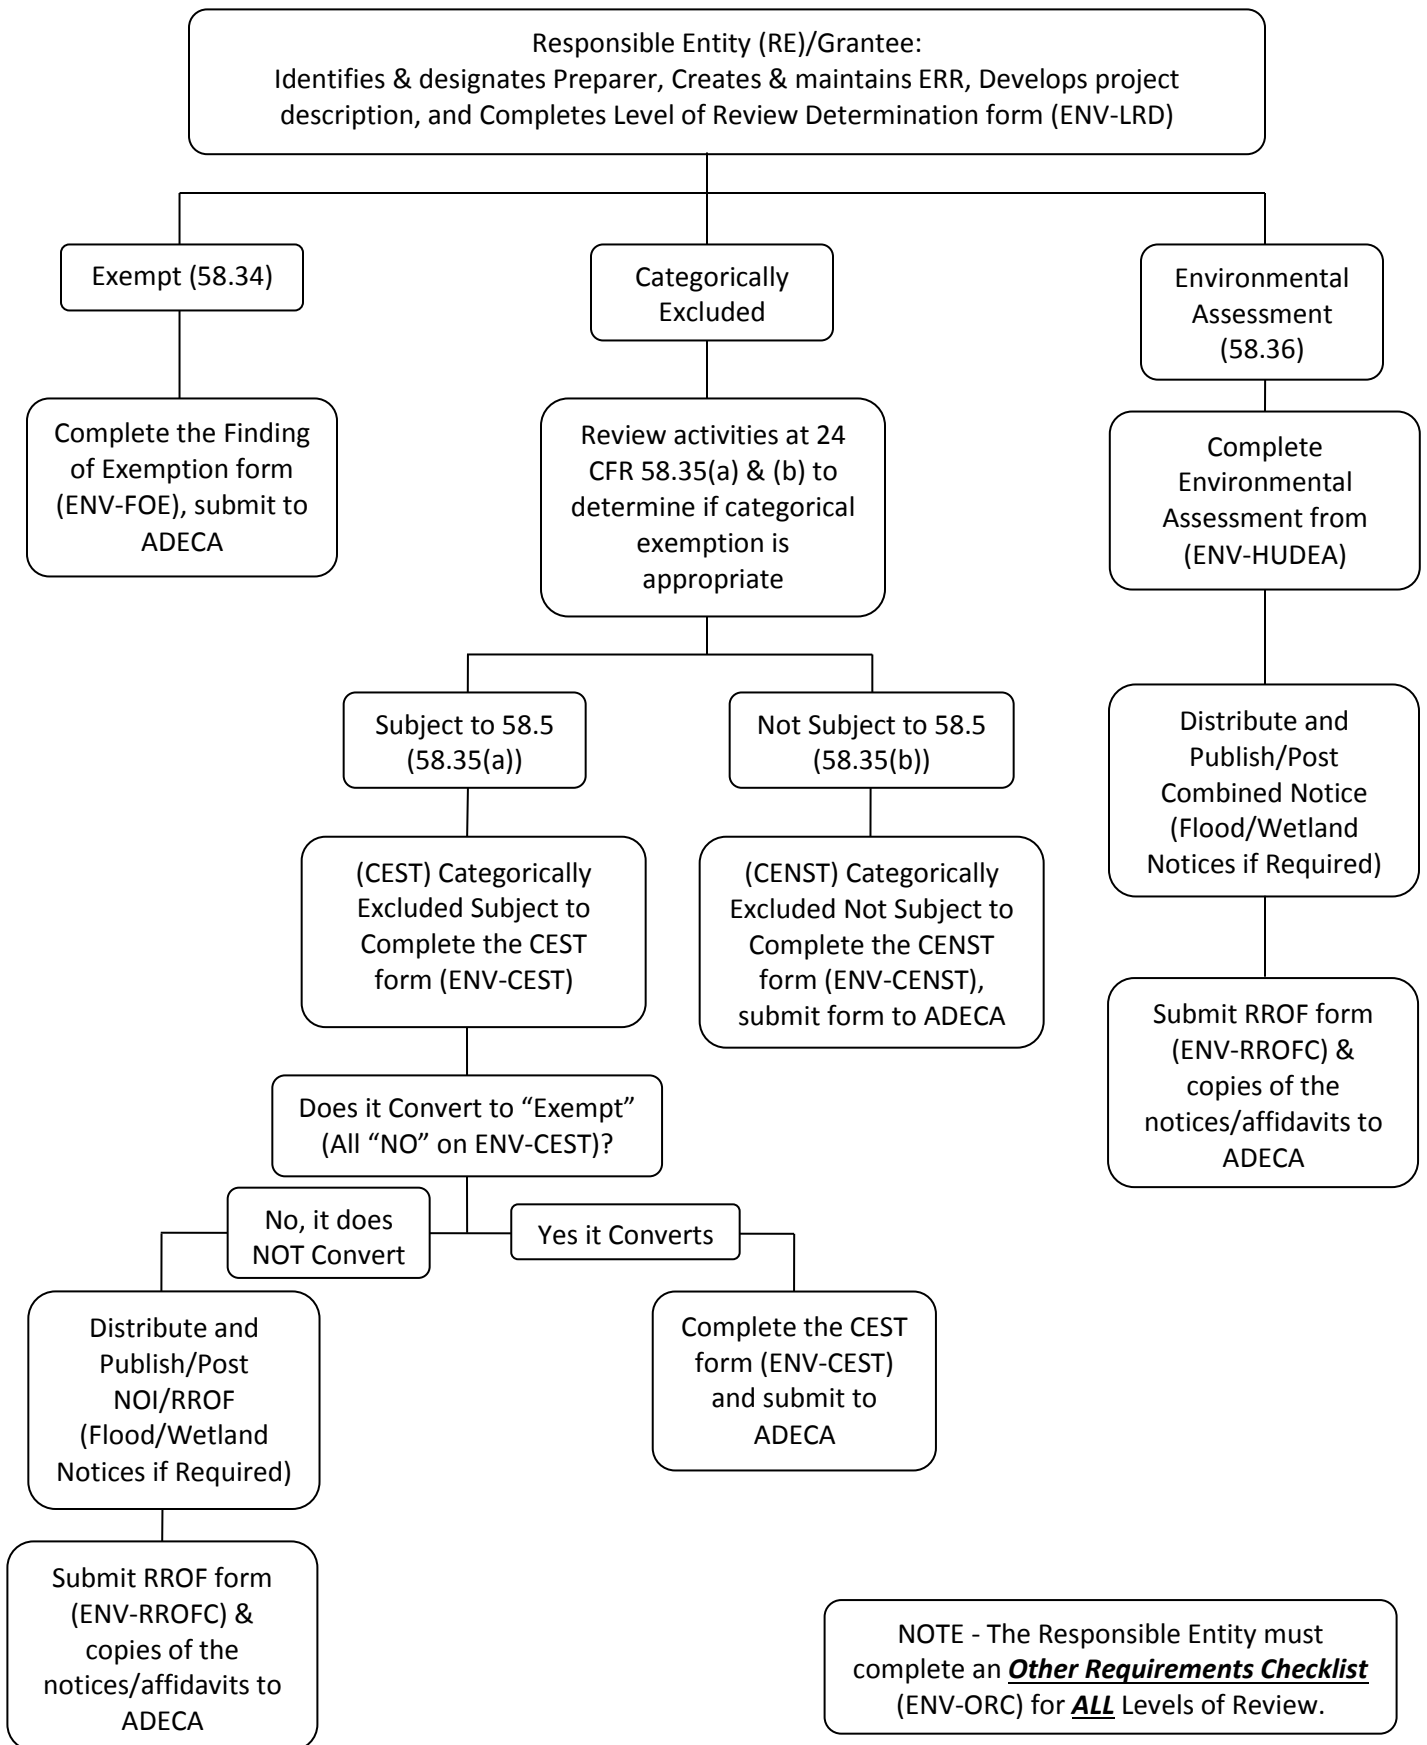 Responsible Entity (RE)/Grantee:
Identifies & designates Preparer, Creates & maintains ERR, Develops project
description, and Completes Level of Review Determination form (ENV-LRD)
Exempt (58.34)
Categorically
Excluded
Environmental
Assessment
(58.36)
Complete the Finding
of Exemption form
(ENV-FOE), submit to
ADECA
Review activities at 24
CFR 58.35(a) & (b) to
determine if categorical
exemption is
appropriate
Complete
Environmental
Assessment from
(ENV-HUDEA)
Subject to 58.5
(58.35(a))
Not Subject to 58.5
(58.35(b))
Distribute and
Publish/Post
Combined Notice
(Flood/Wetland
Notices if Required)
(CEST) Categorically
Excluded Subject to
Complete the CEST
form (ENV-CEST)
(CENST) Categorically
Excluded Not Subject to
Complete the CENST
form (ENV-CENST),
submit form to ADECA
Submit RROF form
(ENV-RROFC) &
copies of the
notices/affidavits to
ADECA
Does it Convert to “Exempt”
(All “NO” on ENV-CEST)?
No, it does
NOT Convert
Yes it Converts
Distribute and
Publish/Post
NOI/RROF
(Flood/Wetland
Notices if Required)
Complete the CEST
form (ENV-CEST)
and submit to
ADECA
Submit RROF form
(ENV-RROFC) &
copies of the
notices/affidavits to
ADECA
NOTE - The Responsible Entity must
complete an Other Requirements Checklist
(ENV-ORC) for ALL Levels of Review.